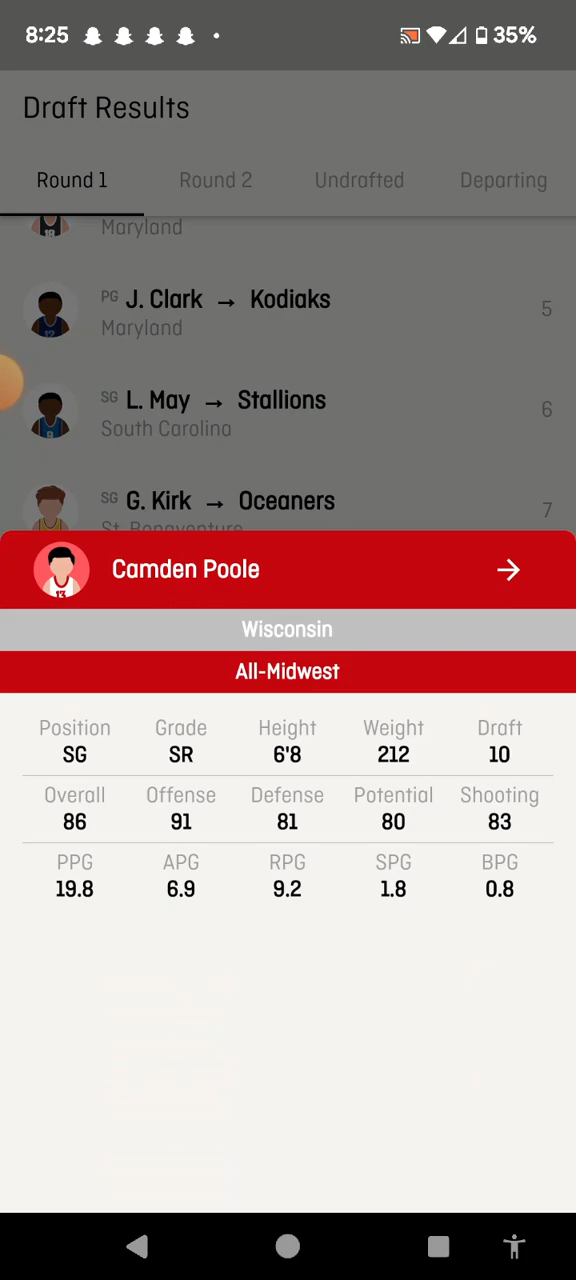 8:25 35%
Draft Results
Round 1 Round 2 Undrafted Departing
Maryland
PG J. Clark → Kodiaks 5
Maryland
SG L. May → Stallions 6
South Carolina
SG G. Kirk → Oceaners 7
St. Bonaventure
Camden Poole →
13
Wisconsin
All-Midwest
Position Grade Height Weight Draft
SG SR 6'8 212 10
Overall Offense Defense Potential Shooting
86 91 81 80 83
PPG APG RPG SPG BPG
19.8 6.9 9.2 1.8 0.8